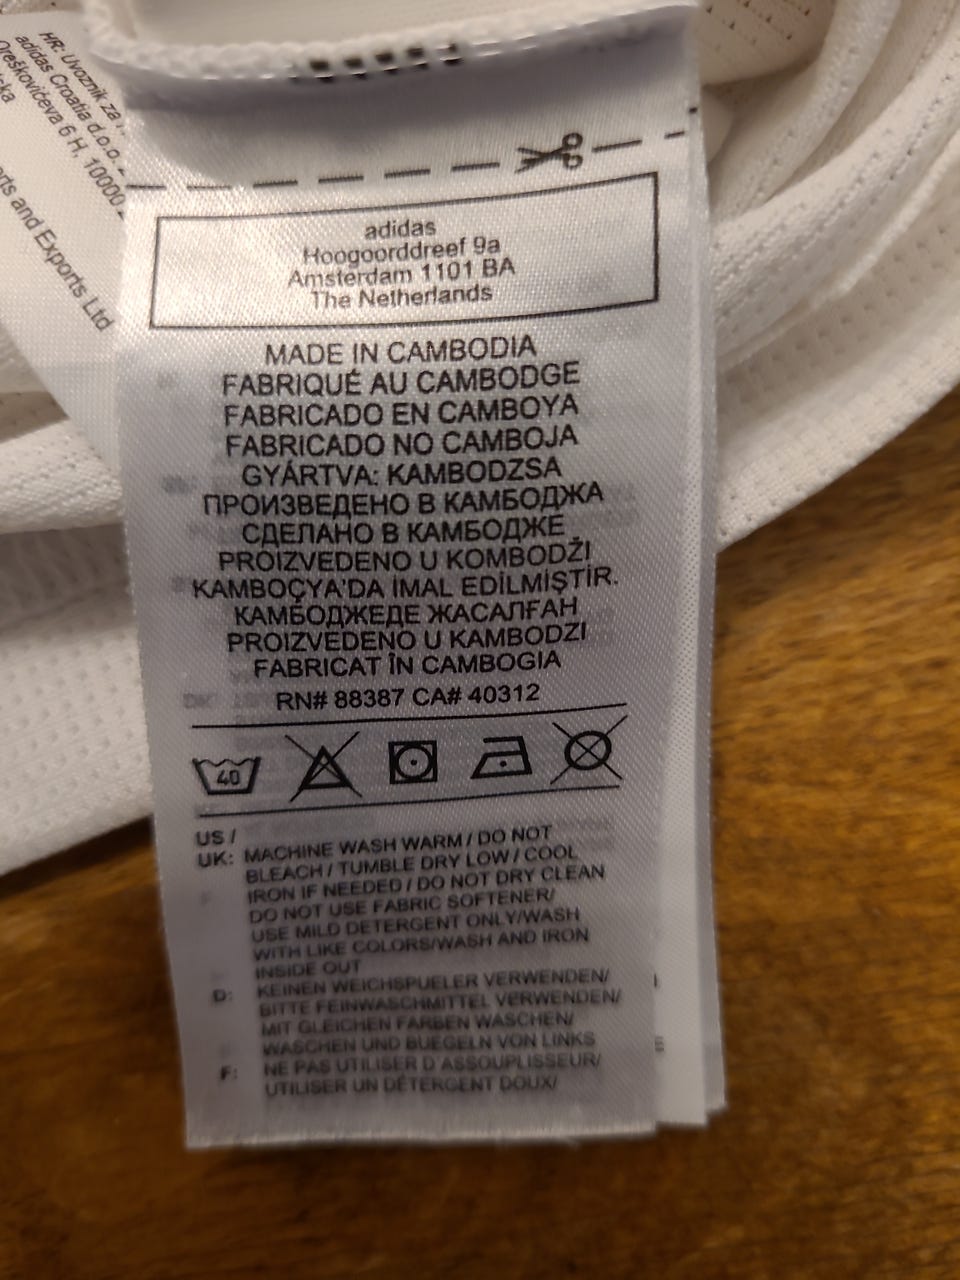 HR: Uvoznik za
adidas Croatia d.o.o.
Oreškovićeva 6 H, 10000
and Exports Ltd
adidas
Hoogoorddreef 9a
Amsterdam 1101 BA
The Netherlands
MADE IN CAMBODIA
FABRIQUÉ AU CAMBODGE
FABRICADO EN CAMBOYA
FABRICADO NO CAMBOJA
GYÁRTVA: KAMBODZSA
ПРОИЗВЕДЕНО В КАМБОДЖА
СДЕЛАНО В КАМБОДЖЕ
PROIZVEDENO U KOMBODŽI
KAMBOÇYA'DA İMAL EDİLMİŞTİR.
КАМБОДЖЕДЕ ЖАСАЛҒАН
PROIZVEDENO U KAMBODZI
FABRICAT ÎN CAMBOGIA
RN# 88387 CA# 40312
40
US /
UK: MACHINE WASH WARM / DO NOT
BLEACH / TUMBLE DRY LOW / COOL
IRON IF NEEDED / DO NOT DRY CLEAN
DO NOT USE FABRIC SOFTENER/
USE MILD DETERGENT ONLY/WASH
WITH LIKE COLORS/WASH AND IRON
INSIDE OUT
D: KEINEN WEICHSPUELER VERWENDEN/
BITTE FEINWASCHMITTEL VERWENDEN/
MIT GLEICHEN FARBEN WASCHEN/
WASCHEN UND BUEGELN VON LINKS
F: NE PAS UTILISER D'ASSOUPLISSEUR/
UTILISER UN DÉTERGENT DOUX/